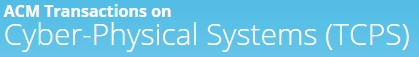 ACM Transactions on
Cyber-Physical Systems (TCPS)